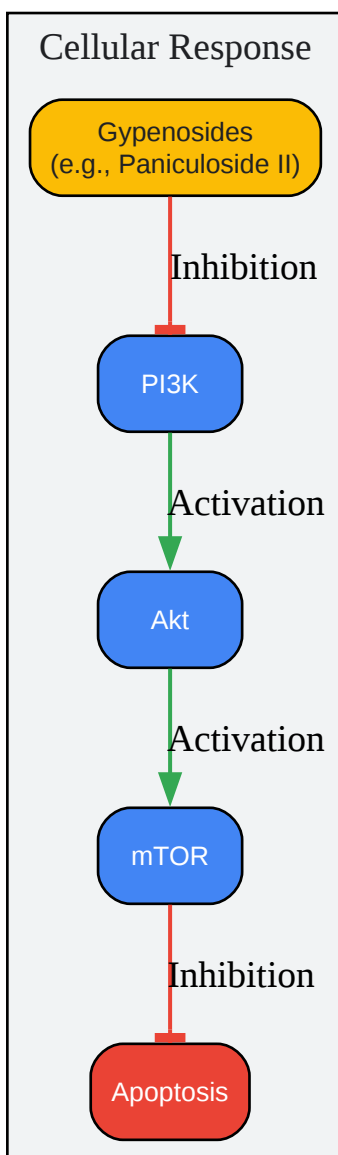 Cellular Response
Gypenosides
(e.g., Paniculoside II)
Inhibition
PI3K
Activation
Akt
Activation
mTOR
Inhibition
Apoptosis